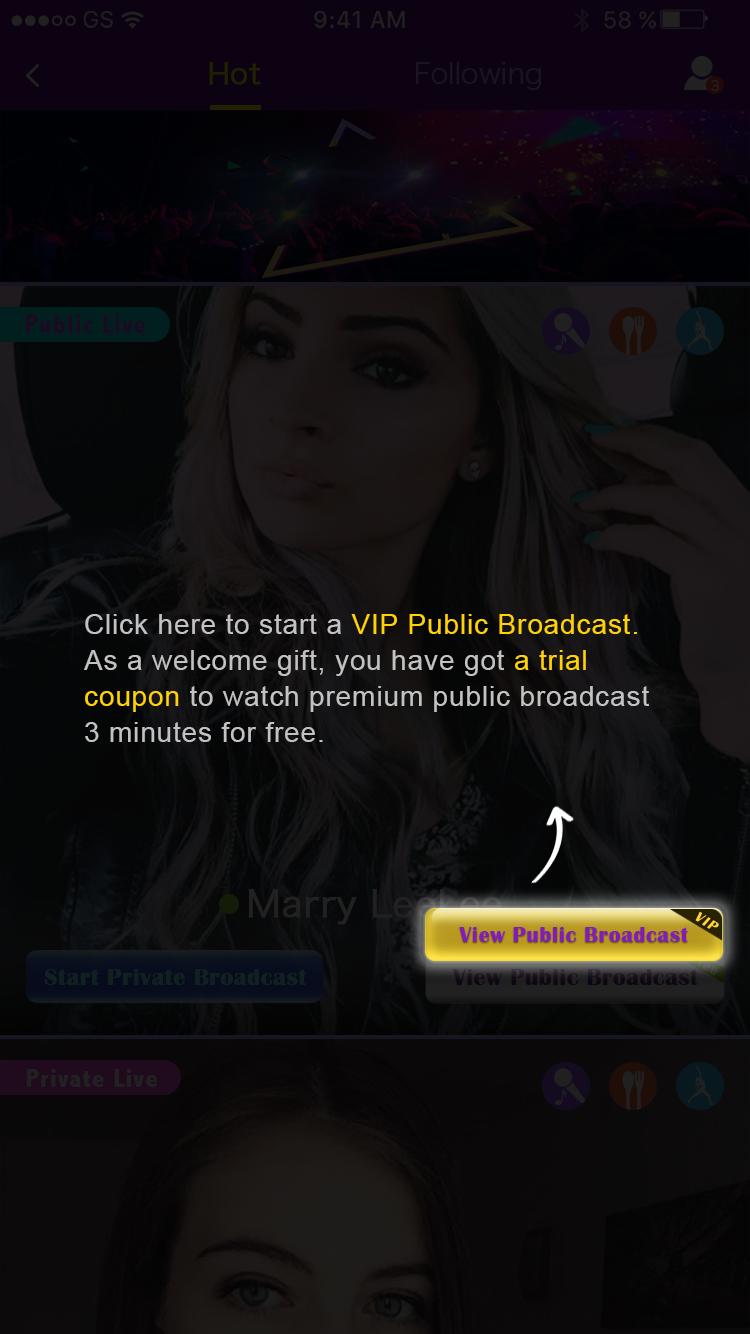 GS 9:41 AM 58 %
Hot Following
3
Public Live
Click here to start a VIP Public Broadcast.
As a welcome gift, you have got a trial
coupon to watch premium public broadcast
3 minutes for free.
Marry
VIP
View Public Broadcast
Start Private Broadcast View Public Broadcast
Private Live